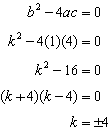 b² − 4ac = 0
k² − 4(1)(4) = 0
k² − 16 = 0
(k + 4)(k − 4) = 0
k = ±4